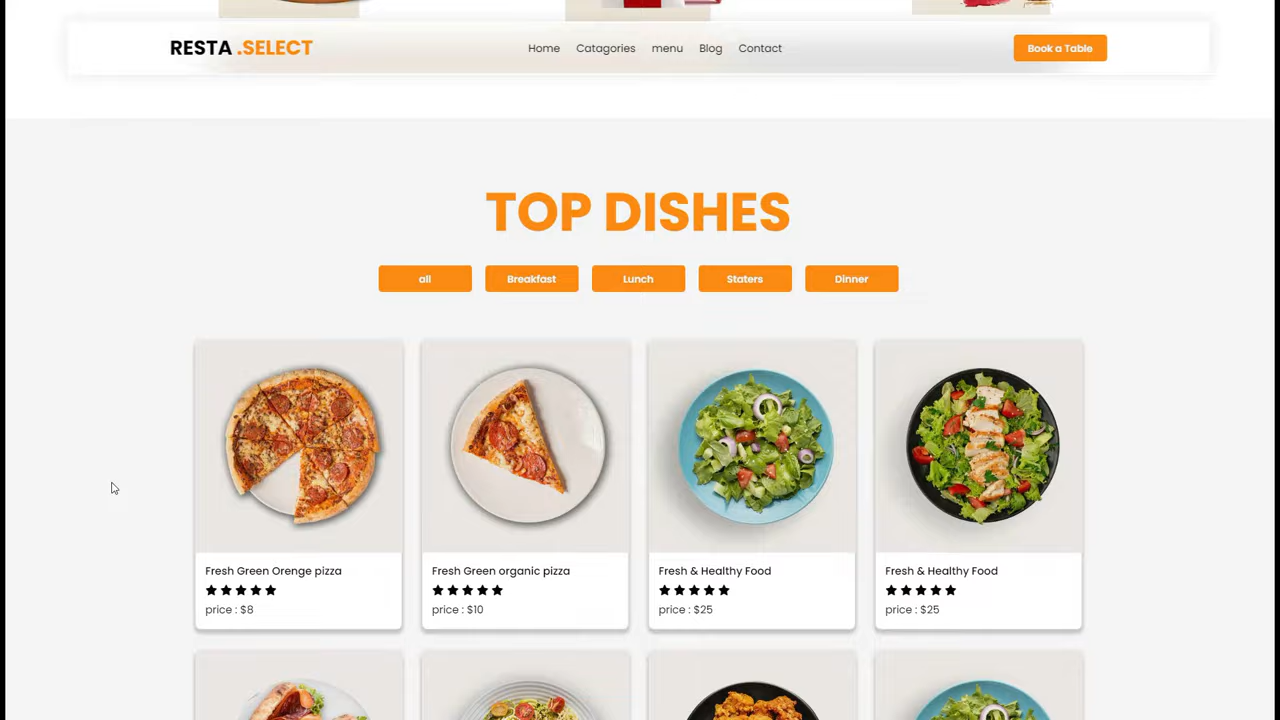 RESTA .SELECT
Home Catagories menu Blog Contact
Book a Table
TOP DISHES
all Breakfast Lunch Staters Dinner
Fresh Green Orenge pizza
price : $8
Fresh Green organic pizza
price : $10
Fresh & Healthy Food
price : $25
Fresh & Healthy Food
price : $25